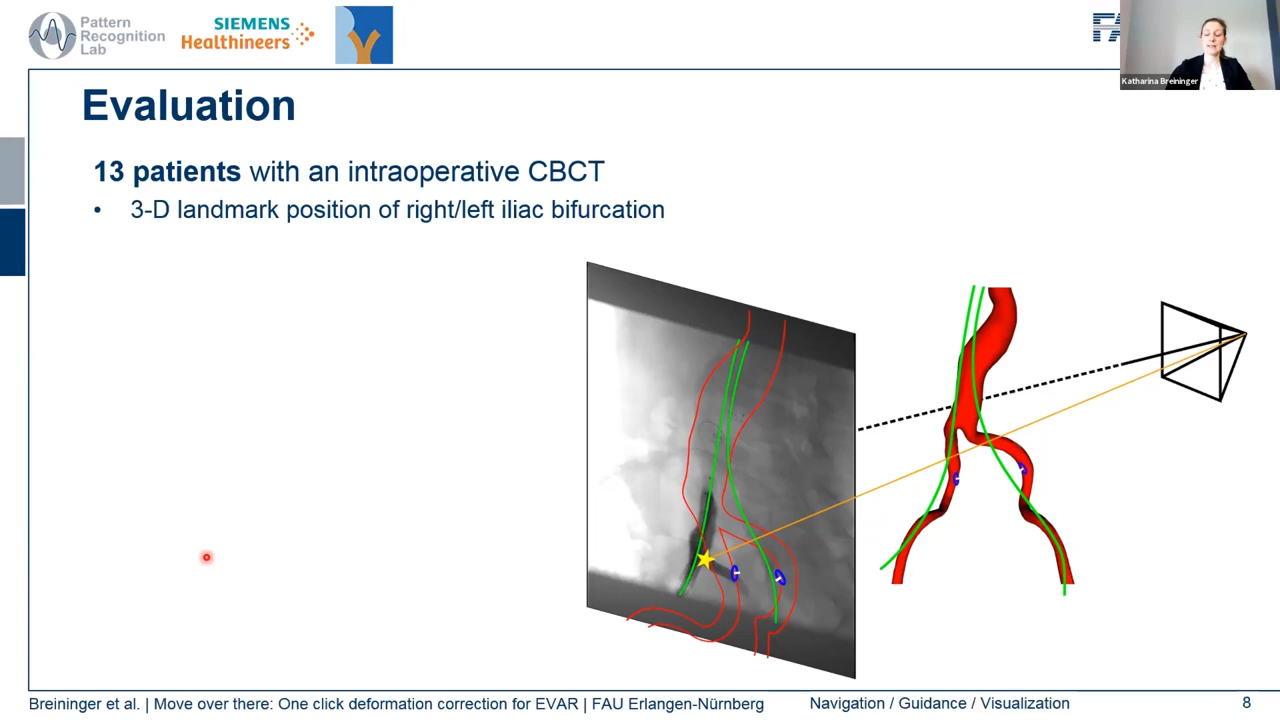 Pattern
Recognition
Lab
SIEMENS
Healthineers
FA
Katharina Breininger
Evaluation
13 patients with an intraoperative CBCT
• 3-D landmark position of right/left iliac bifurcation
Breininger et al. | Move over there: One click deformation correction for EVAR | FAU Erlangen-Nürnberg
Navigation / Guidance / Visualization
8